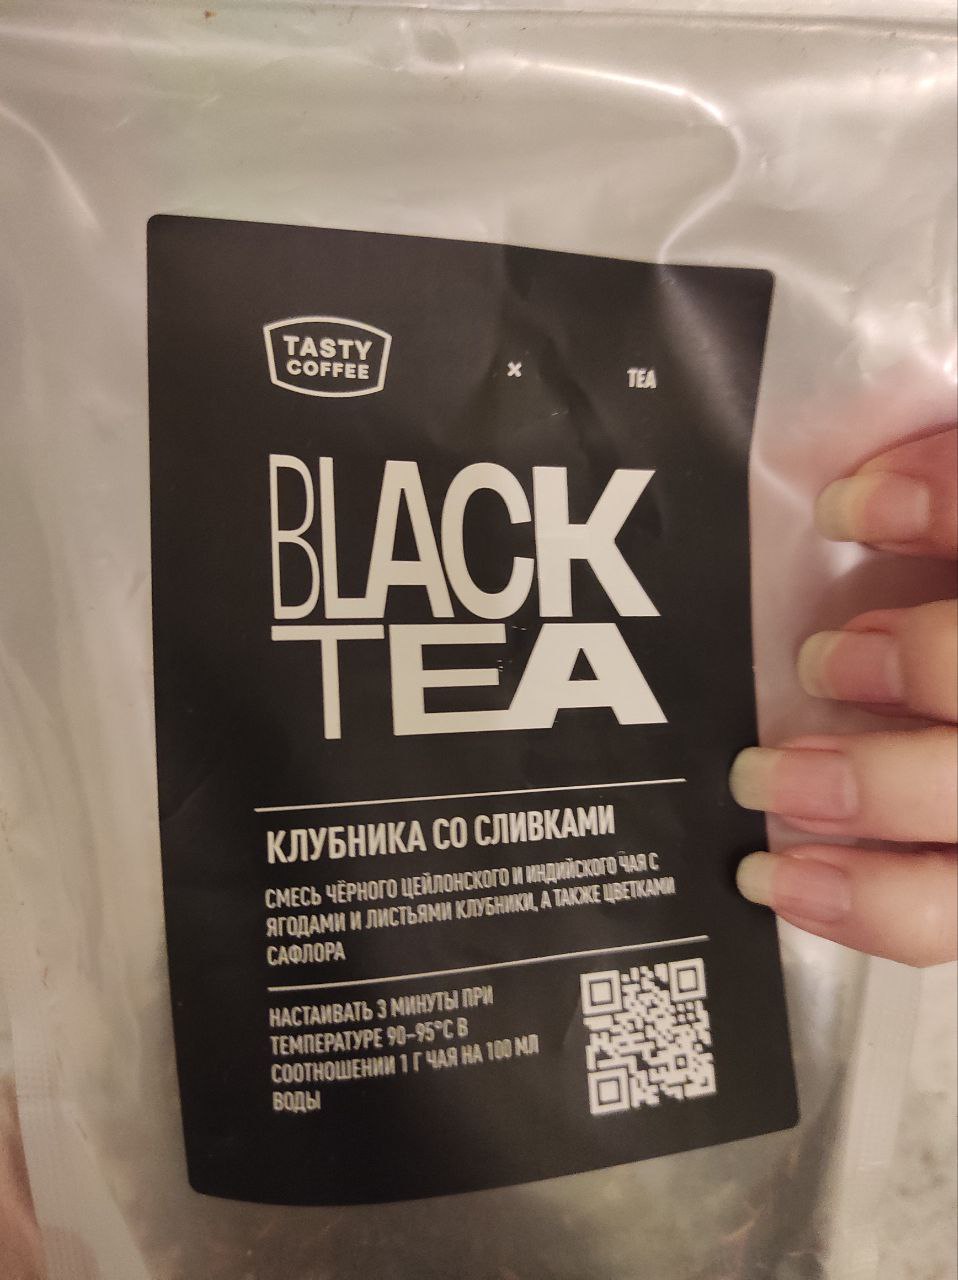 TASTY
COFFEE
×
TEA
BLACK
TEA
КЛУБНИКА СО СЛИВКАМИ
СМЕСЬ ЧЁРНОГО ЦЕЙЛОНСКОГО И ИНДИЙСКОГО ЧАЯ С
ЯГОДАМИ И ЛИСТЬЯМИ КЛУБНИКИ, А ТАКЖЕ ЦВЕТКАМИ
САФЛОРА
НАСТАИВАТЬ 3 МИНУТЫ ПРИ
ТЕМПЕРАТУРЕ 90–95°С В
СООТНОШЕНИИ 1 Г ЧАЯ НА 100 МЛ
ВОДЫ